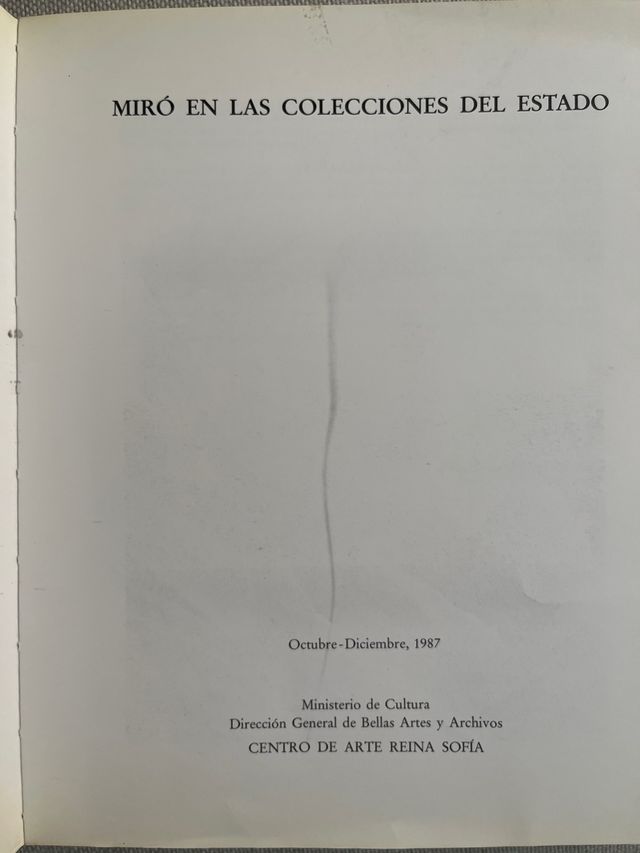 MIRÓ EN LAS COLECCIONES DEL ESTADO
Octubre-Diciembre, 1987
Ministerio de Cultura
Dirección General de Bellas Artes y Archivos
CENTRO DE ARTE REINA SOFÍA